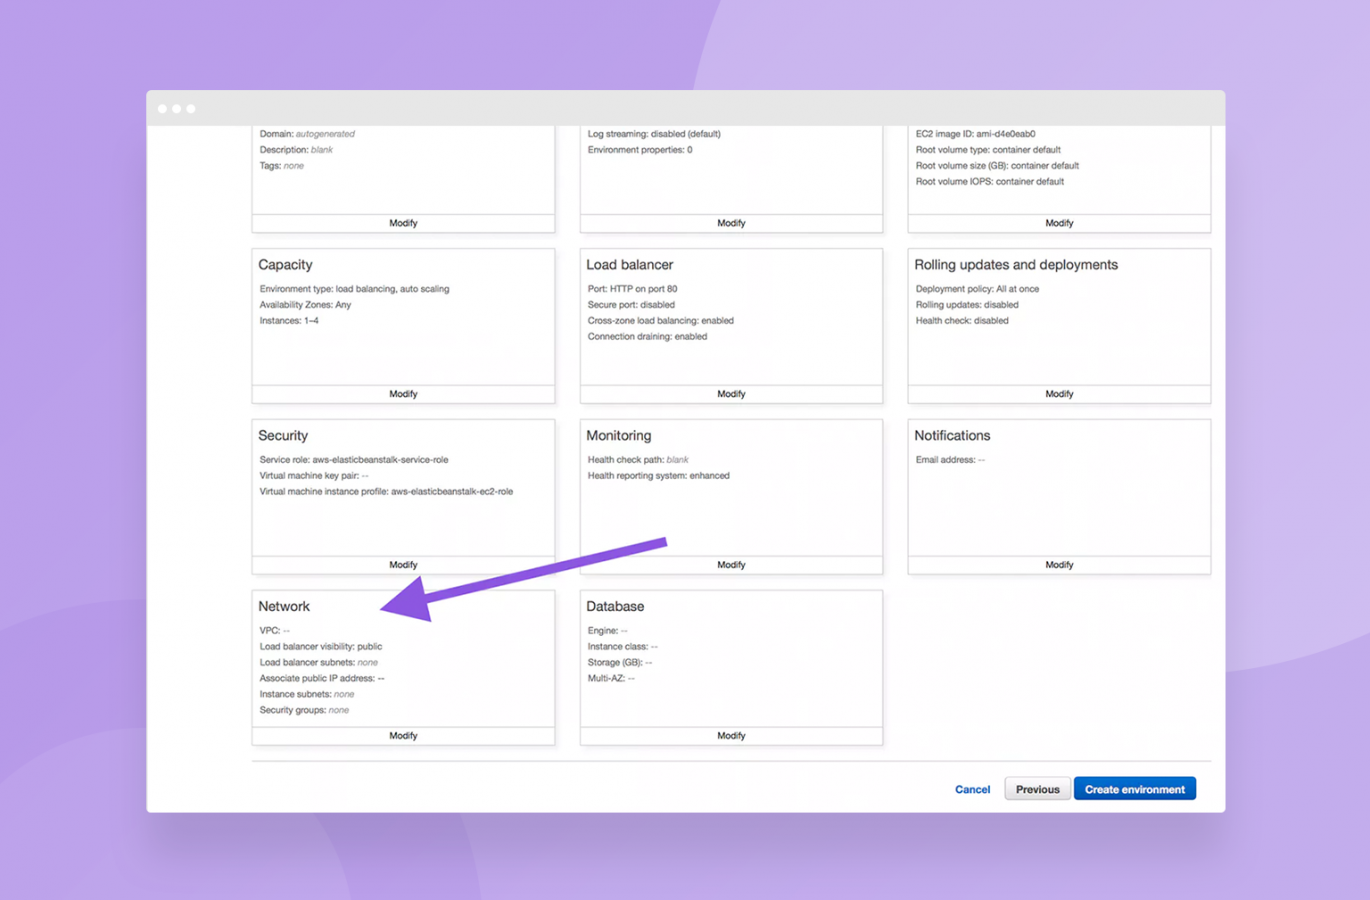 Domain: autogenerated
Description: blank
Tags: none
Modify
Log streaming: disabled (default)
Environment properties: 0
Modify
EC2 image ID: ami-d4e0eab0
Root volume type: container default
Root volume size (GB): container default
Root volume IOPS: container default
Modify
Capacity
Environment type: load balancing, auto scaling
Availability Zones: Any
Instances: 1–4
Modify
Load balancer
Port: HTTP on port 80
Secure port: disabled
Cross-zone load balancing: enabled
Connection draining: enabled
Modify
Rolling updates and deployments
Deployment policy: All at once
Rolling updates: disabled
Health check: disabled
Modify
Security
Service role: aws-elasticbeanstalk-service-role
Virtual machine key pair: --
Virtual machine instance profile: aws-elasticbeanstalk-ec2-role
Modify
Monitoring
Health check path: blank
Health reporting system: enhanced
Modify
Notifications
Email address: --
Modify
Network
VPC: --
Load balancer visibility: public
Load balancer subnets: none
Associate public IP address: --
Instance subnets: none
Security groups: none
Modify
Database
Engine: --
Instance class: --
Storage (GB): --
Multi-AZ: --
Modify
Cancel
Previous
Create environment